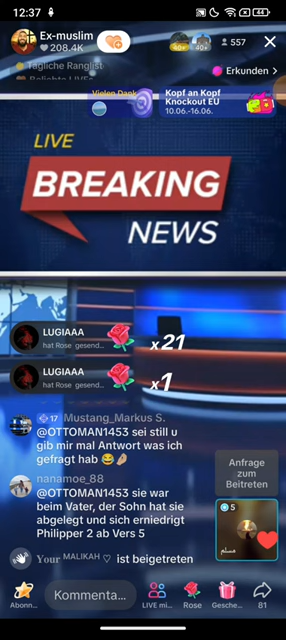 12:37
44
Ex-muslim
208.4K
40+
40+
557
Tägliche Ranglist
Beliebte LIVEs
Erkunden >
Vielen Dank
Kopf an Kopf
Knockout EU
10.06.-16.06.
LIVE
BREAKING
NEWS
LUGIAAA
hat Rose gesend...
x21
LUGIAAA
hat Rose gesend...
x1
17 Mustang_Markus S.
@OTTOMAN1453 sei still u
gib mir mal Antwort was ich
gefragt hab 😂🤌🏼
nanamoe_88
@OTTOMAN1453 sie war
beim Vater, der Sohn hat sie
abgelegt und sich erniedrigt
Philipper 2 ab Vers 5
Anfrage
zum
Beitreten
5
مسلم
Your MALIKAH ♡ ist beigetreten
Kommenta...
Abonn...
LIVE mi...
Rose
Gesche...
81